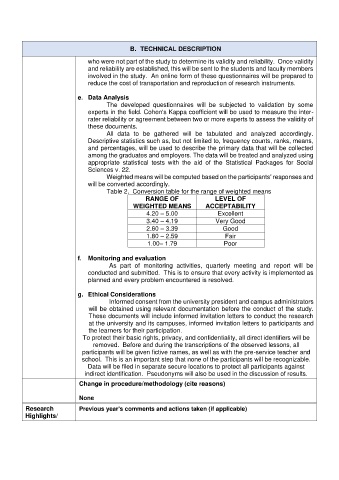 B. TECHNICAL DESCRIPTION
who were not part of the study to determine its validity and reliability. Once validity
and reliability are established, this will be sent to the students and faculty members
involved in the study. An online form of these questionnaires will be prepared to
reduce the cost of transportation and reproduction of research instruments.
e. Data Analysis
The developed questionnaires will be subjected to validation by some
experts in the field. Cohen's Kappa coefficient will be used to measure the inter-
rater reliability or agreement between two or more experts to assess the validity of
these documents.
All data to be gathered will be tabulated and analyzed accordingly.
Descriptive statistics such as, but not limited to, frequency counts, ranks, means,
and percentages, will be used to describe the primary data that will be collected
among the graduates and employers. The data will be treated and analyzed using
appropriate statistical tests with the aid of the Statistical Packages for Social
Sciences v. 22.
Weighted means will be computed based on the participants' responses and
will be converted accordingly.
Table 2. Conversion table for the range of weighted means
RANGE OF WEIGHTED MEANS LEVEL OF ACCEPTABILITY
4.20 – 5.00 Excellent
3.40 – 4.19 Very Good
2.60 – 3.39 Good
1.80 – 2.59 Fair
1.00– 1.79 Poor
f. Monitoring and evaluation
As part of monitoring activities, quarterly meeting and report will be
conducted and submitted. This is to ensure that every activity is implemented as
planned and every problem encountered is resolved.
g. Ethical Considerations
Informed consent from the university president and campus administrators
will be obtained using relevant documentation before the conduct of the study.
These documents will include informed invitation letters to conduct the research
at the university and its campuses, informed invitation letters to participants and
the learners for their participation.
To protect their basic rights, privacy, and confidentiality, all direct identifiers will be
removed. Before and during the transcriptions of the observed lessons, all
participants will be given fictive names, as well as with the pre-service teacher and
school. This is an important step that none of the participants will be recognizable.
Data will be filed in separate secure locations to protect all participants against
indirect identification. Pseudonyms will also be used in the discussion of results.
Change in procedure/methodology (cite reasons)
None
Research Highlights/
Previous year's comments and actions taken (if applicable)